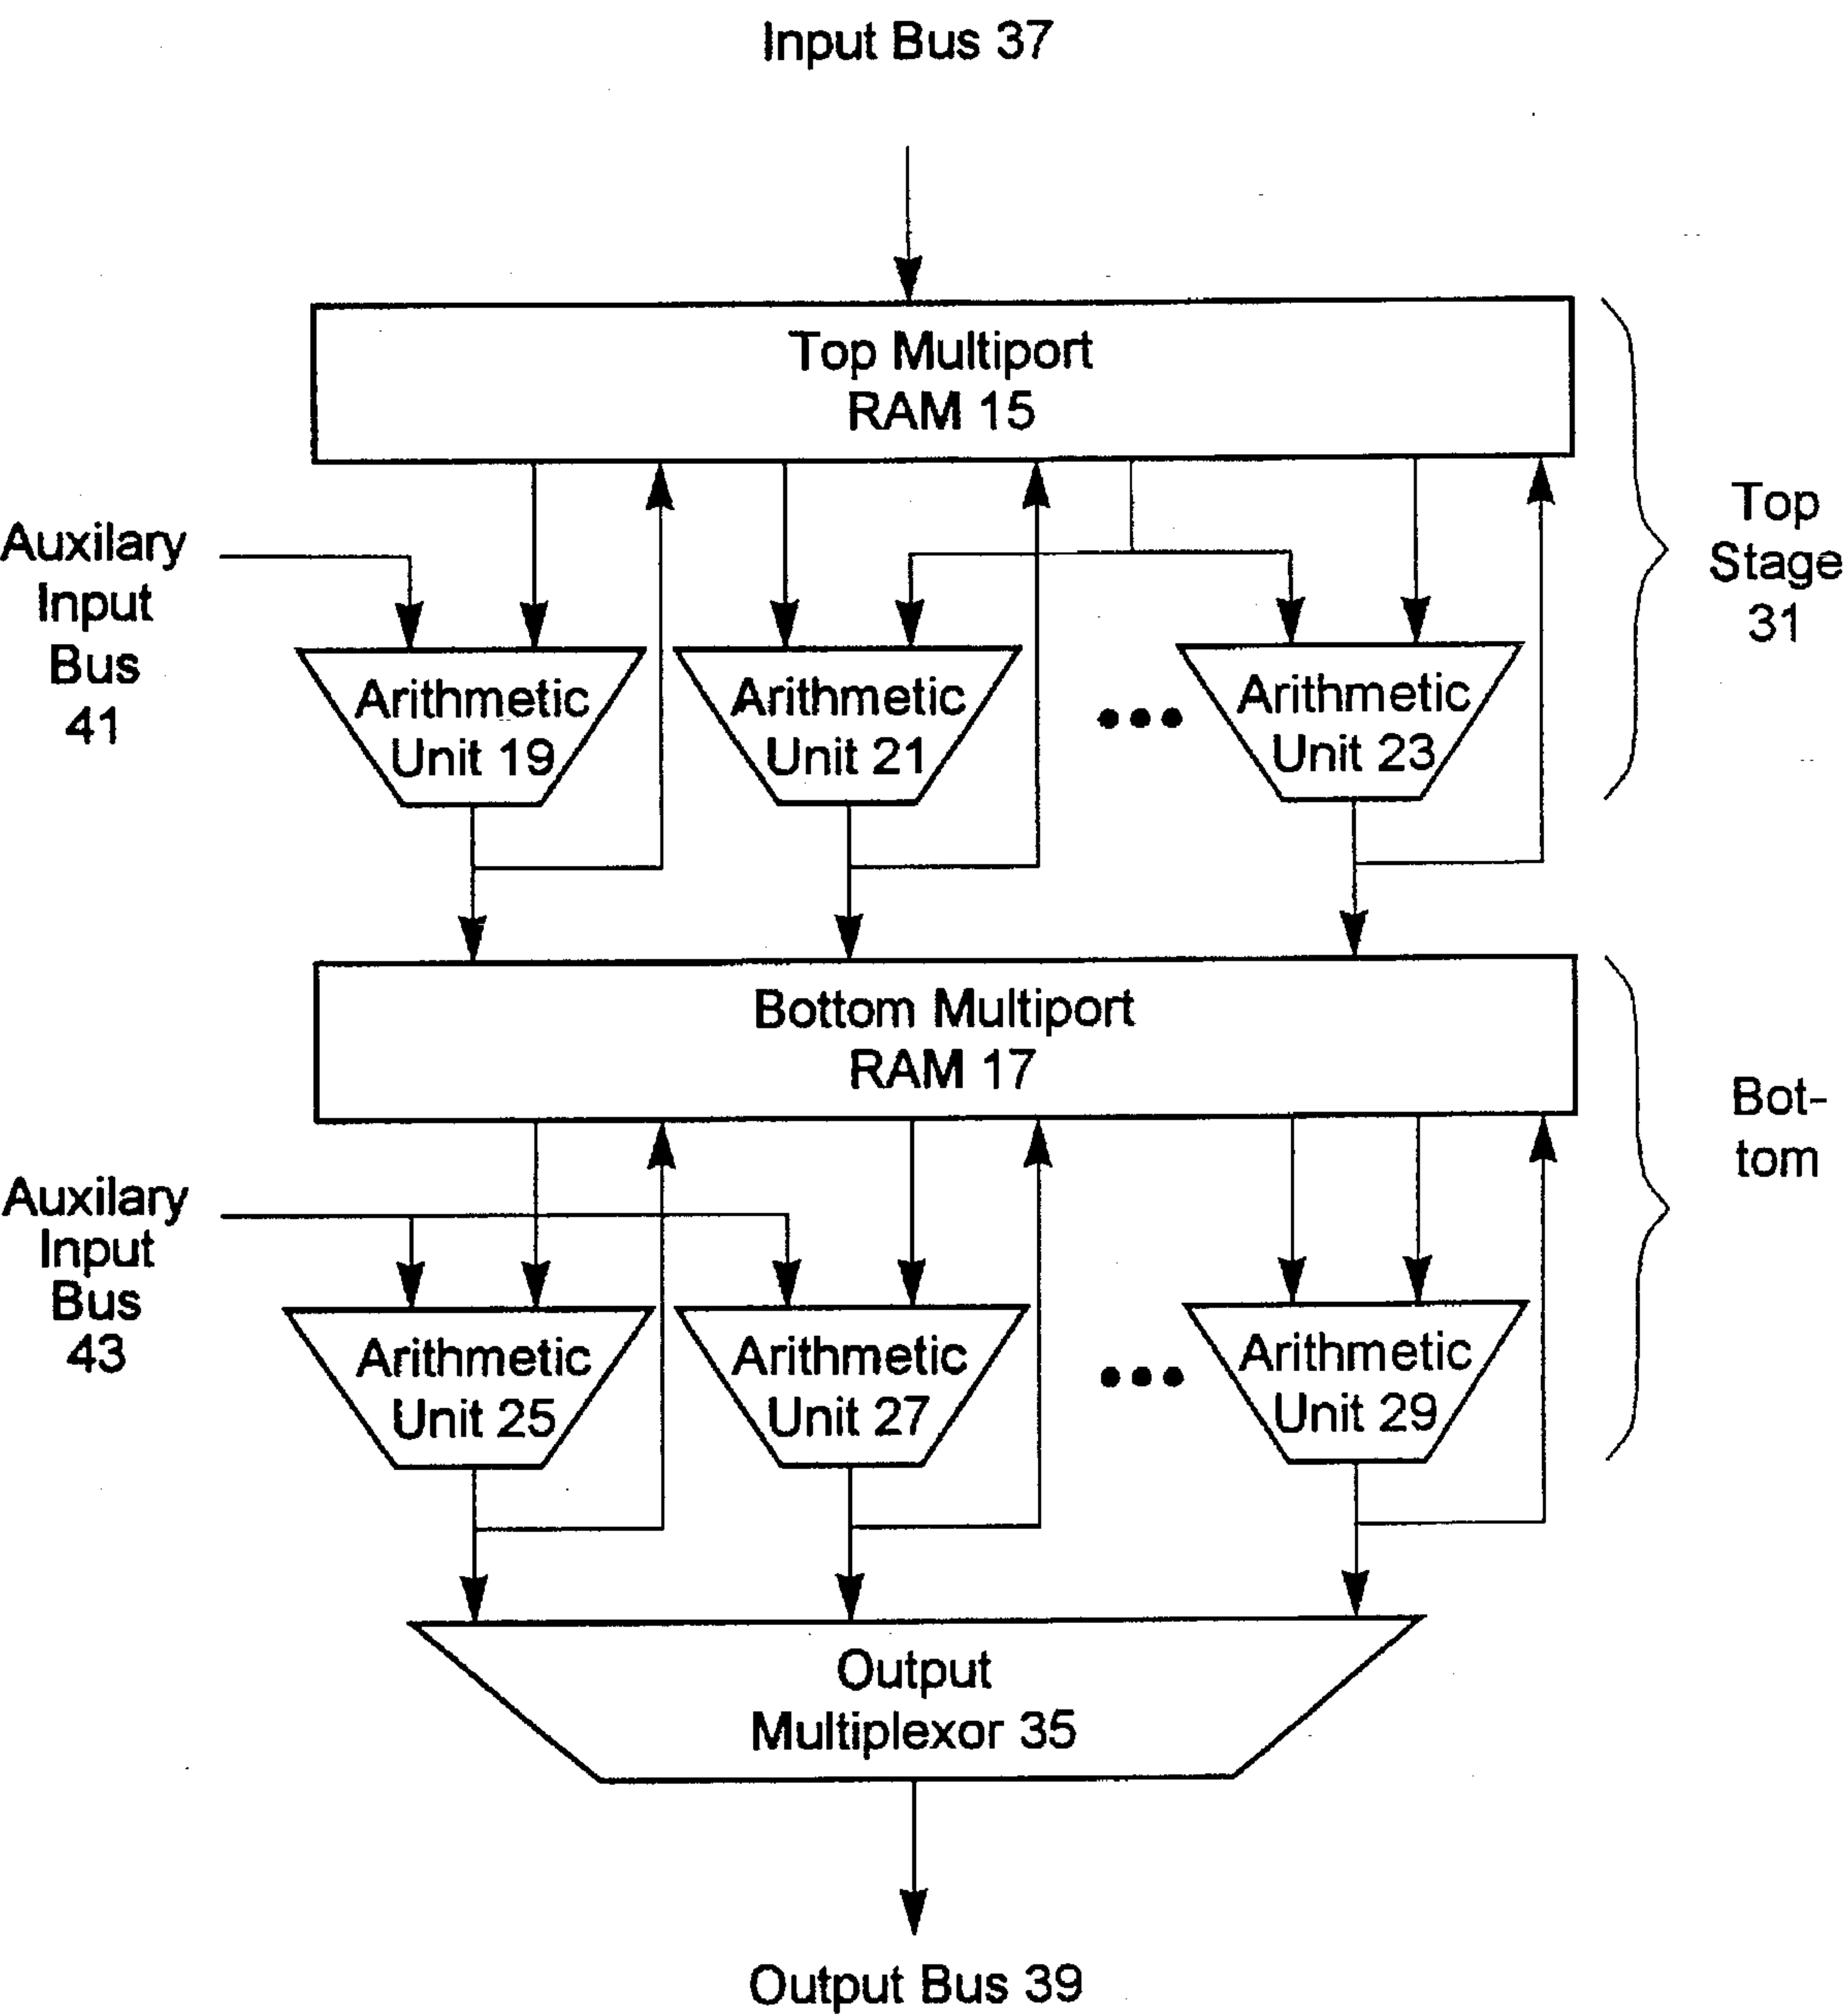 Input Bus 37
Top Multiport
RAM 15
Top
Stage
31
Auxilary
Input
Bus
41
Arithmetic
Unit 19
Arithmetic
Unit 21
Arithmetic
Unit 23
Bottom Multiport
RAM 17
Bot-
tom
Auxilary
Input
Bus
43
Arithmetic
Unit 25
Arithmetic
Unit 27
Arithmetic
Unit 29
Output
Multiplexor 35
Output Bus 39